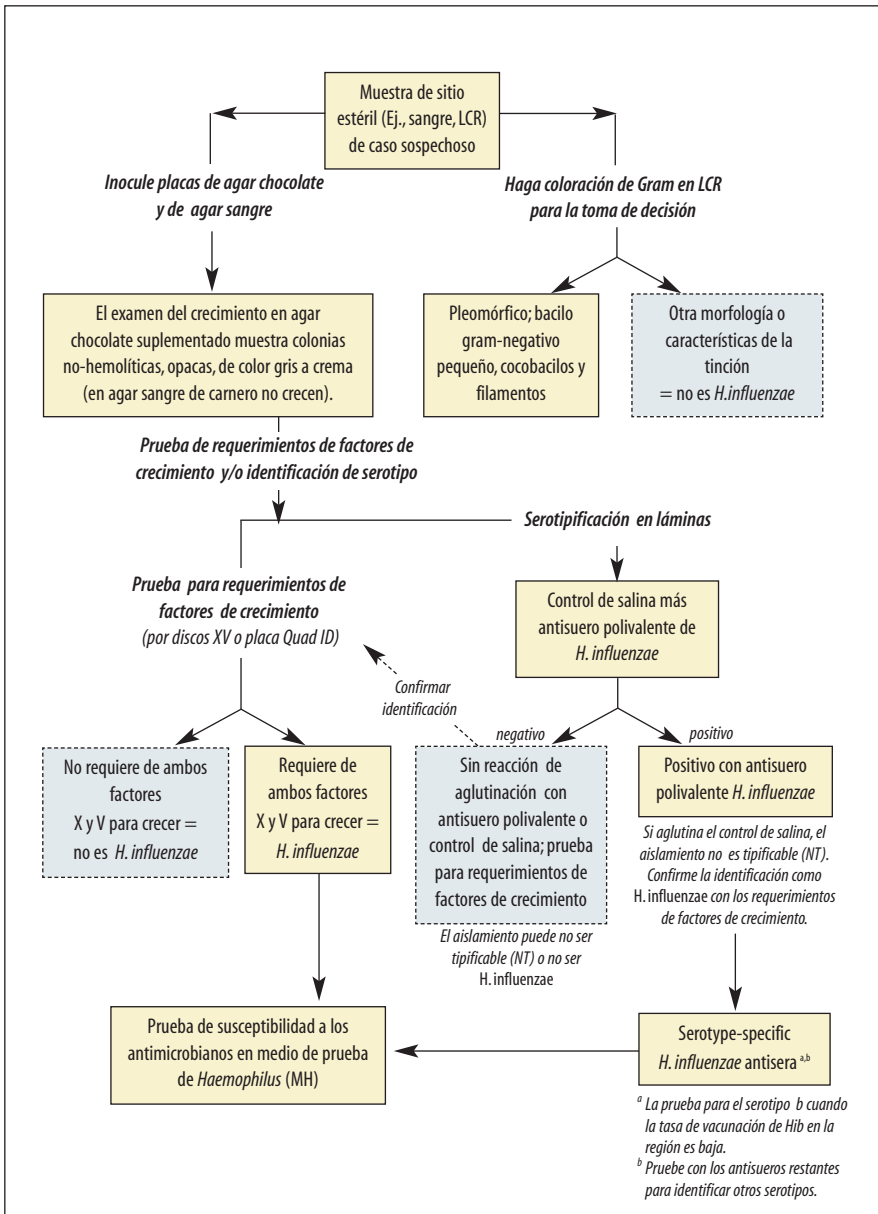 Muestra de sitio
estéril (Ej., sangre, LCR)
de caso sospechoso
Inocule placas de agar chocolate
y de agar sangre
Haga coloración de Gram en LCR
para la toma de decisión
El examen del crecimiento en agar
chocolate suplementado muestra colonias
no-hemolíticas, opacas, de color gris a crema
(en agar sangre de carnero no crecen).
Pleomórfico; bacilo
gram-negativo
pequeño, cocobacilos y
filamentos
Otra morfología o
características de la
tinción
= no es H.influenzae
Prueba de requerimientos de factores de
crecimiento y/o identificación de serotipo
Serotipificación en láminas
Prueba para requerimientos de
factores de crecimiento
(por discos XV o placa Quad ID)
Control de salina más
antisuero polivalente de
H. influenzae
Confirmar
identificación
negativo
positivo
No requiere de ambos
factores
X y V para crecer =
no es H. influenzae
Requiere de
ambos factores
X y V para crecer =
H. influenzae
Sin reacción de
aglutinación con
antisuero polivalente o
control de salina; prueba
para requerimientos de
factores de crecimiento
El aislamiento puede no ser
tipificable (NT) o no ser
H. influenzae
Positivo con antisuero
polivalente H. influenzae
Si aglutina el control de salina, el
aislamiento no es tipificable (NT).
Confirme la identificación como
H. influenzae con los requerimientos
de factores de crecimiento.
Prueba de susceptibilidad a los
antimicrobianos en medio de prueba
de Haemophilus (MH)
Serotype-specific
H. influenzae antisera a,b
a La prueba para el serotipo b cuando
la tasa de vacunación de Hib en la
región es baja.
b Pruebe con los antisueros restantes
para identificar otros serotipos.